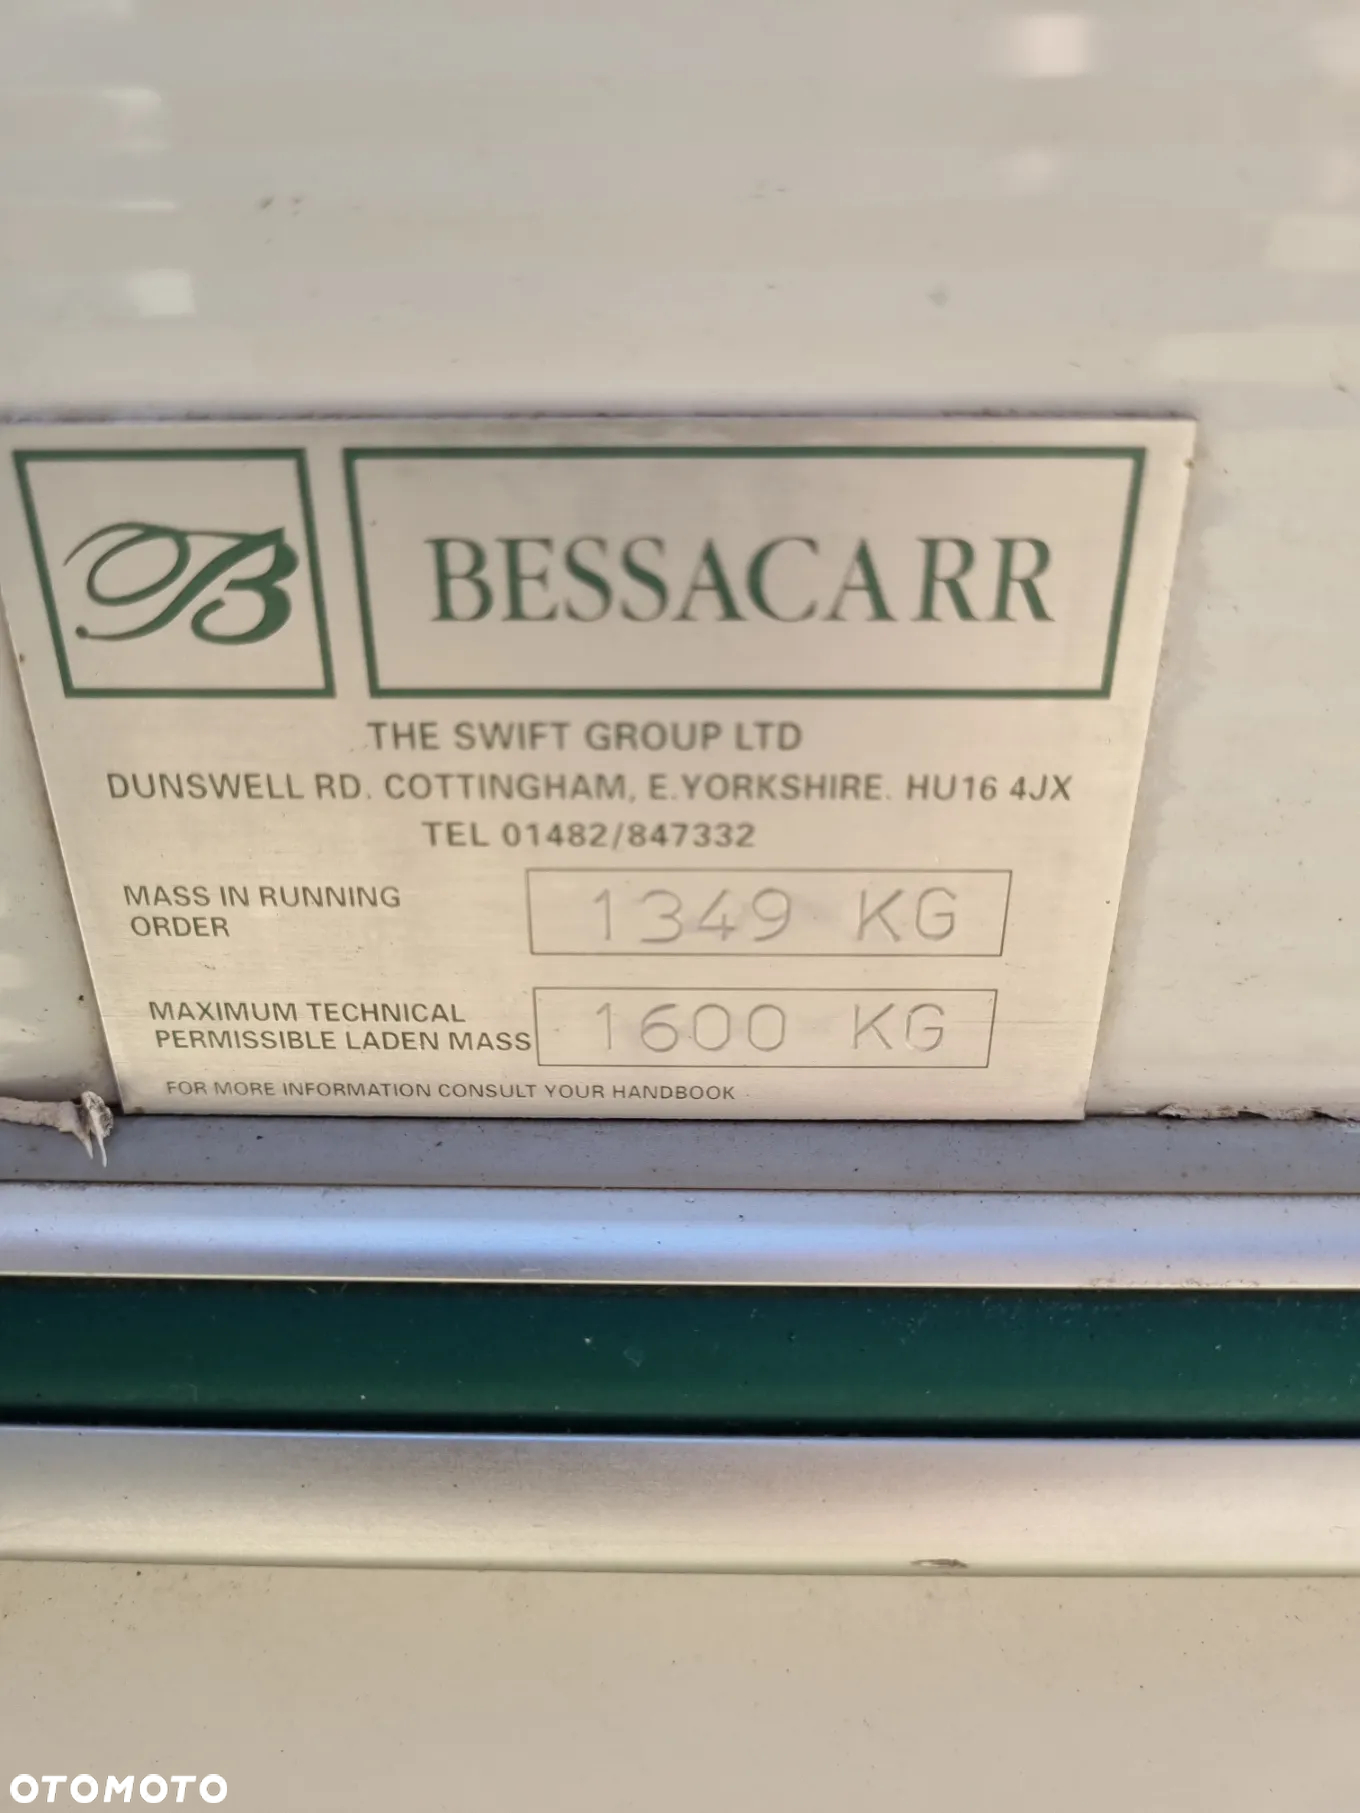 B
BESSACARR
THE SWIFT GROUP LTD
DUNSWELL RD. COTTINGHAM, E.YORKSHIRE. HU16 4JX
TEL 01482/847332
MASS IN RUNNING
ORDER
1349 KG
MAXIMUM TECHNICAL
PERMISSIBLE LADEN MASS
1600 KG
FOR MORE INFORMATION CONSULT YOUR HANDBOOK
OTOMOTO